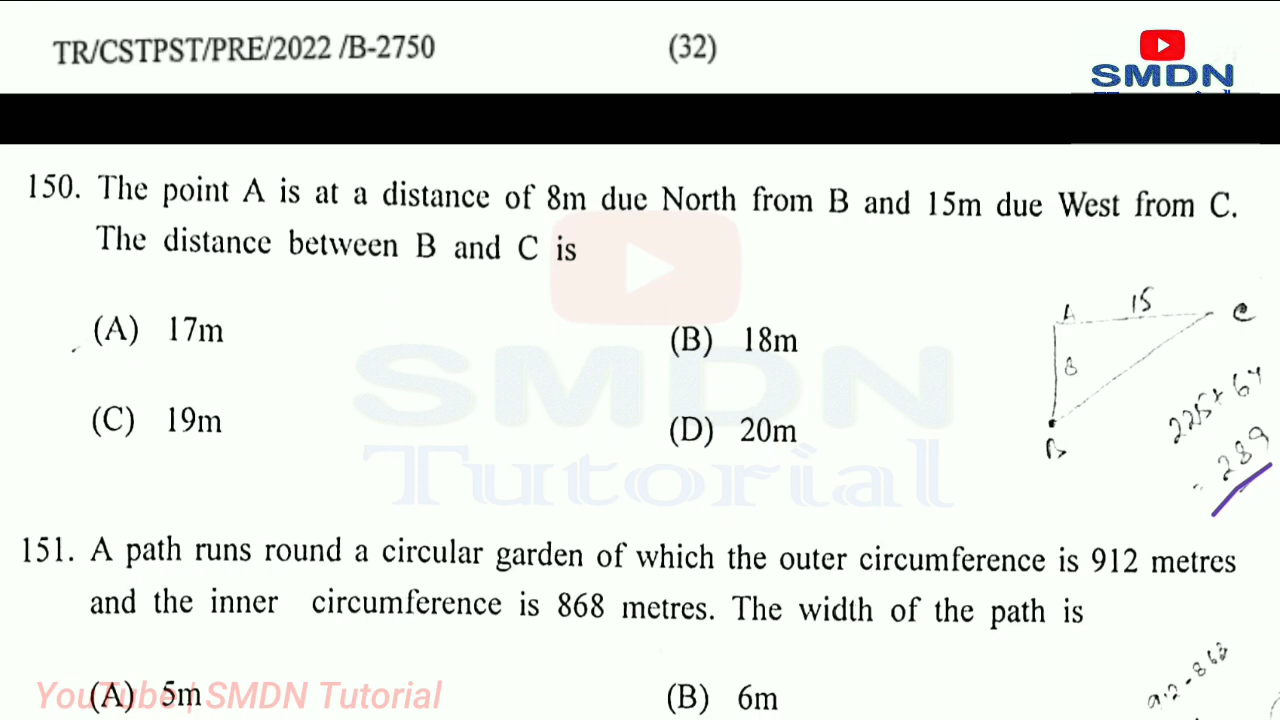 TR/CSTPST/PRE/2022 /B-2750 (32)
SMDN
150. The point A is at a distance of 8m due North from B and 15m due West from C.
The distance between B and C is
(A) 17m (B) 18m
(C) 19m (D) 20m
A 15 C
8
B
225+64
= 289
SMDN
Tutorial
151. A path runs round a circular garden of which the outer circumference is 912 metres
and the inner circumference is 868 metres. The width of the path is
(A) 5m (B) 6m
912-868
YouTube | SMDN Tutorial